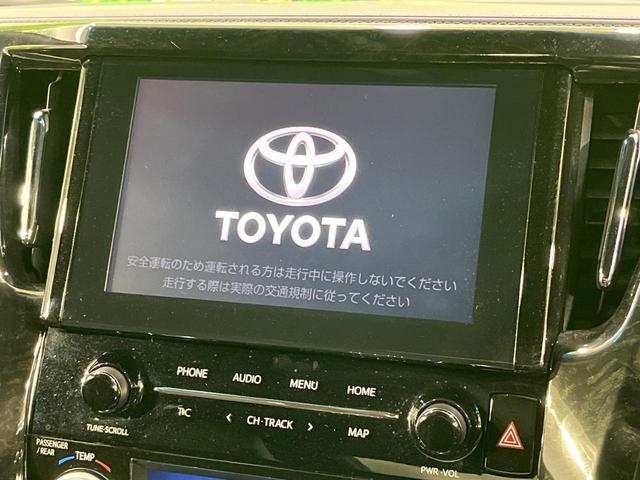 TOYOTA
安全運転のため運転される方は走行中に操作しないでください
走行する際は実際の交通規制に従ってください
PHONE AUDIO MENU HOME
TUNE·SCROLL T/C < CH·TRACK > MAP PWR·VOL
PASSENGER
/REAR
TEMP